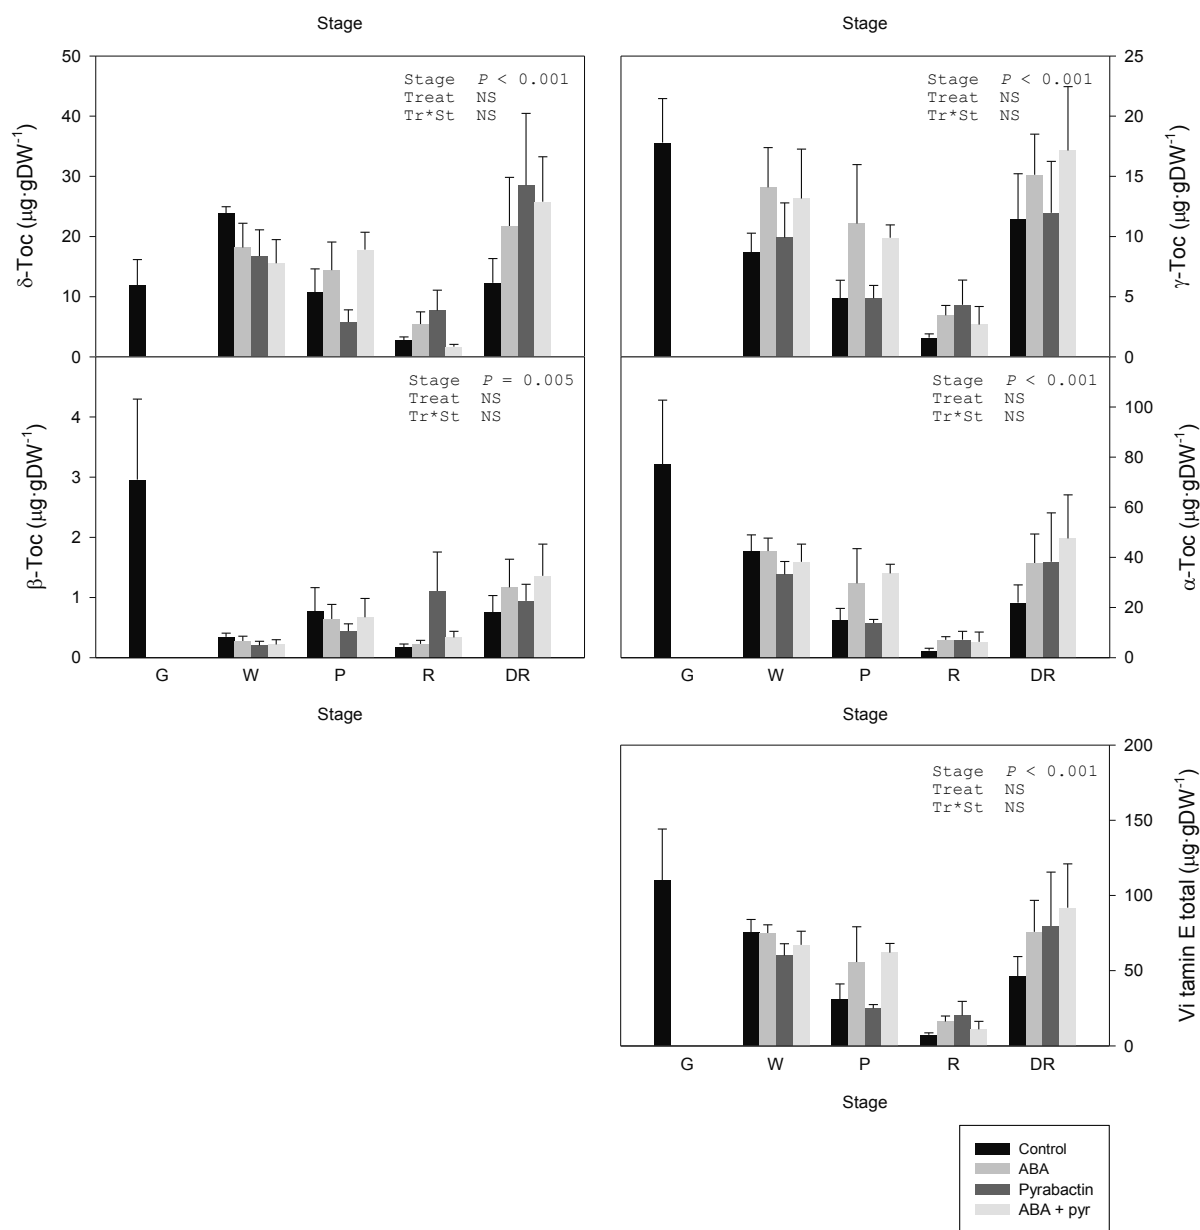 Stage
Stage
50
40
30
20
10
0
δ-Toc (µg·gDW-1)
Stage P < 0.001
Treat NS
Tr*St NS
25
20
15
10
5
0
γ-Toc (µg·gDW-1)
Stage P < 0.001
Treat NS
Tr*St NS
4
3
2
1
0
β-Toc (µg·gDW-1)
Stage P = 0.005
Treat NS
Tr*St NS
G W P R DR
Stage
100
80
60
40
20
0
α-Toc (µg·gDW-1)
Stage P < 0.001
Treat NS
Tr*St NS
G W P R DR
Stage
200
150
100
50
0
Vi tamin E total (µg·gDW-1)
Stage P < 0.001
Treat NS
Tr*St NS
G W P R DR
Stage
Control
ABA
Pyrabactin
ABA + pyr